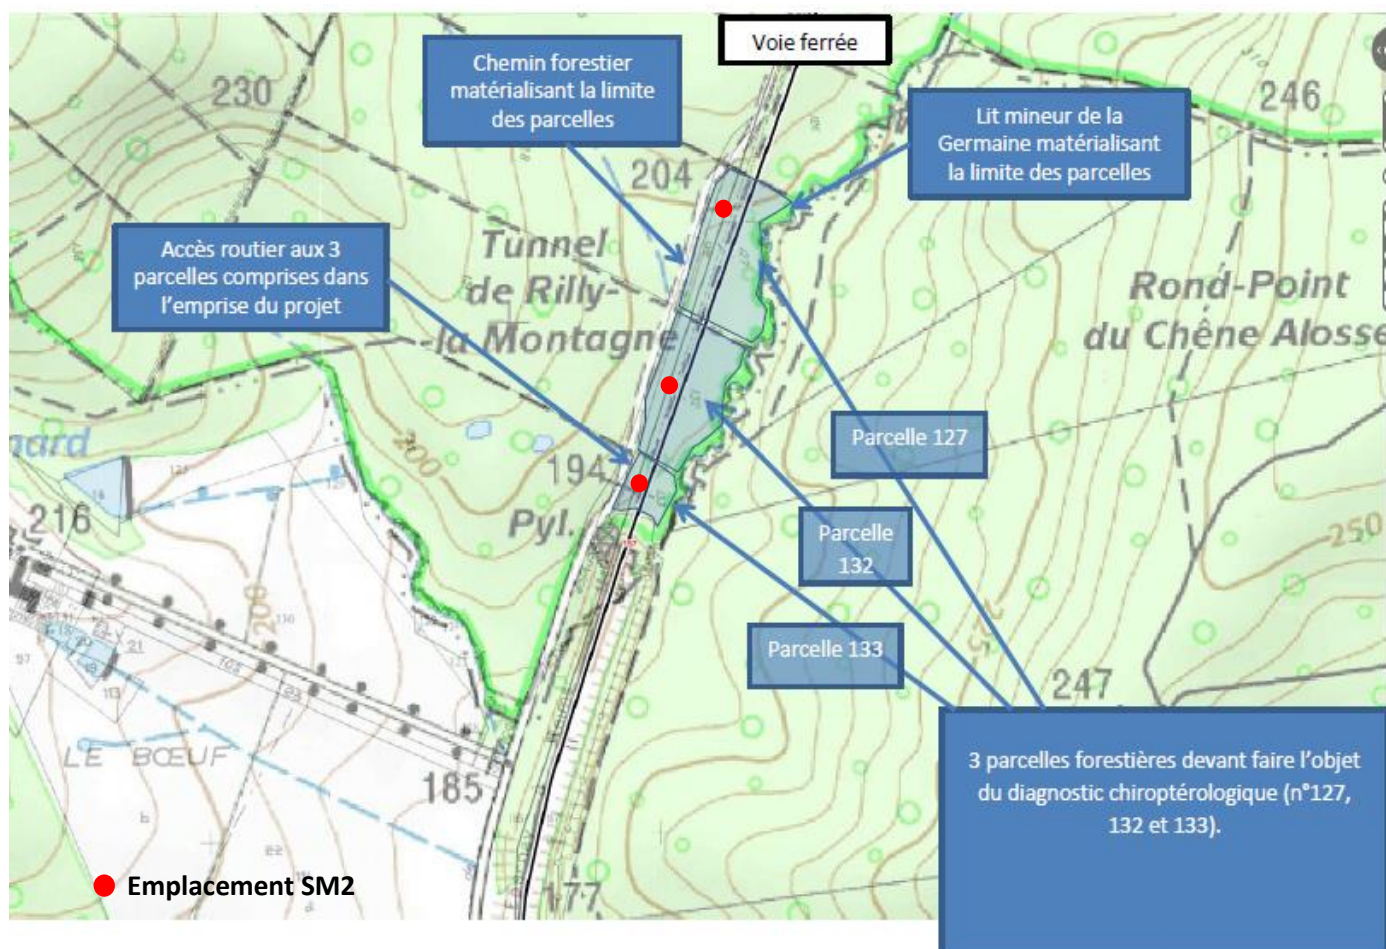 Voie ferrée
Chemin forestier
matérialisant la limite
des parcelles
230
246
Lit mineur de la
Germaine matérialisant
la limite des parcelles
204
Accès routier aux 3
parcelles comprises dans
l'emprise du projet
Tunnel
de Rilly-
-la Montagne
Rond-Point
du Chêne Alosse
Parcelle 127
nard
200
194
216
Pyl.
Parcelle
132
250
200
225
Parcelle 133
247
LE BŒUF
185
3 parcelles forestières devant faire l'objet
du diagnostic chiroptérologique (n°127,
132 et 133).
Emplacement SM2
177